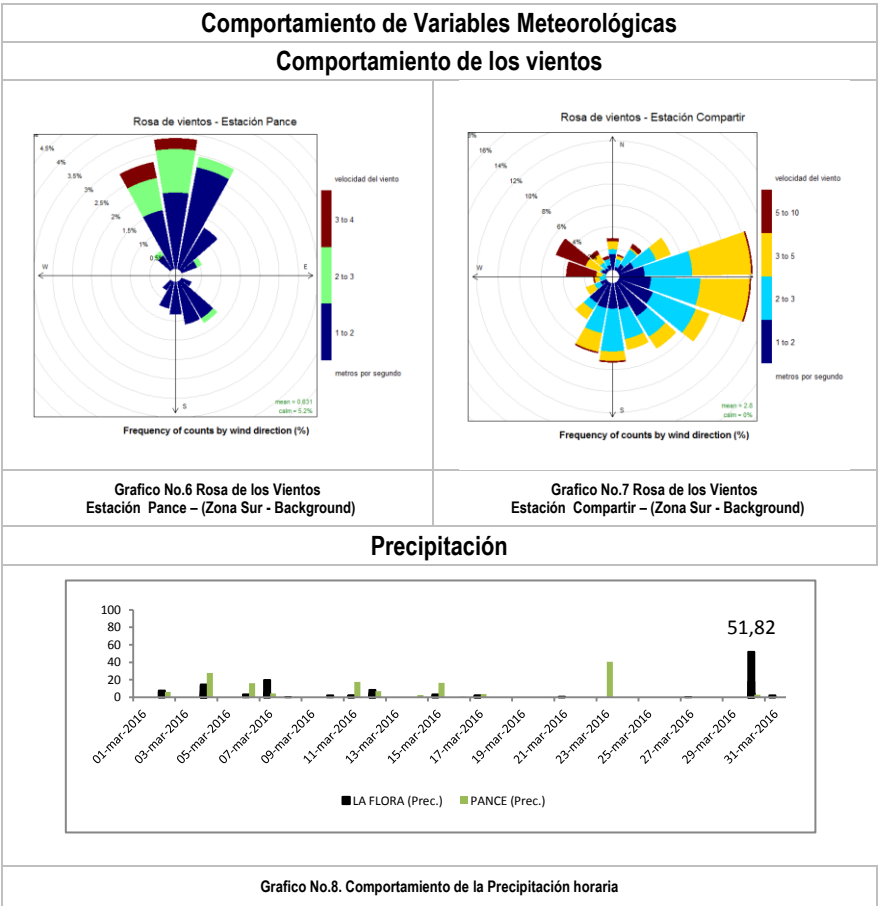 Comportamiento de Variables Meteorológicas
Comportamiento de los vientos
Rosa de vientos - Estación Pance
4.5%
4%
3.5%
3%
2.5%
2%
1.5%
1%
0.5%
W
E
S
velocidad del viento
3 to 4
2 to 3
1 to 2
metros por segundo
mean = 0.631
calm = 5.2%
Frequency of counts by wind direction (%)
Rosa de vientos - Estación Compartir
16%
14%
12%
10%
8%
6%
4%
N
W
S
velocidad del viento
5 to 10
3 to 5
2 to 3
1 to 2
metros por segundo
mean = 2.8
calm = 0%
Frequency of counts by wind direction (%)
Grafico No.6 Rosa de los Vientos
Estación Pance – (Zona Sur - Background)
Grafico No.7 Rosa de los Vientos
Estación Compartir – (Zona Sur - Background)
Precipitación
100
80
60
40
20
0
51,82
01-mar-2016
03-mar-2016
05-mar-2016
07-mar-2016
09-mar-2016
11-mar-2016
13-mar-2016
15-mar-2016
17-mar-2016
19-mar-2016
21-mar-2016
23-mar-2016
25-mar-2016
27-mar-2016
29-mar-2016
31-mar-2016
LA FLORA (Prec.)
PANCE (Prec.)
Grafico No.8. Comportamiento de la Precipitación horaria